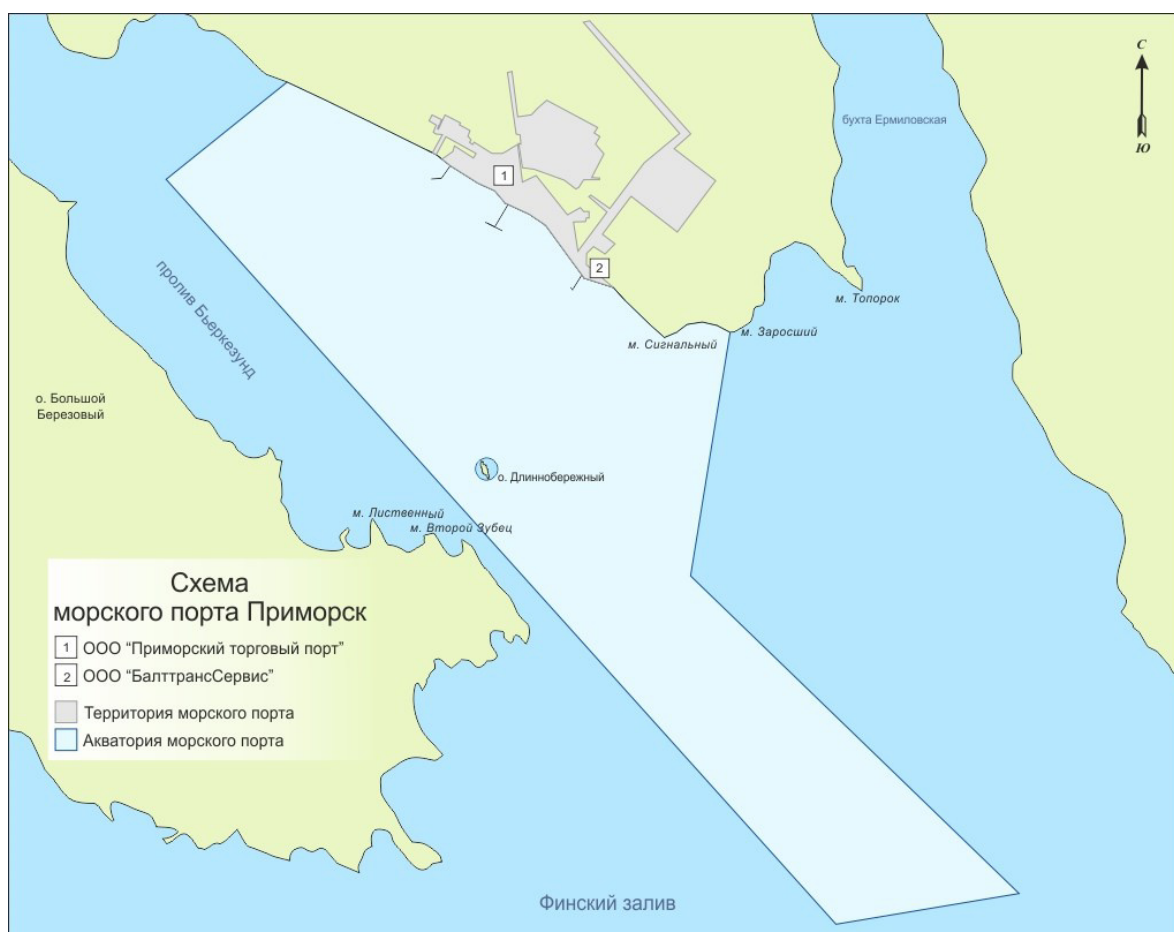 С
бухта Ермиловская
Ю
1
2
пролив Бьеркезунд
м. Топорок
м. Заросший
м. Сигнальный
о. Большой
Березовый
о. Длиннобережный
м. Лиственный
м. Второй Зубец
Схема
морского порта Приморск
1 ООО "Приморский торговый порт"
2 ООО "БалттрансСервис"
Территория морского порта
Акватория морского порта
Финский залив